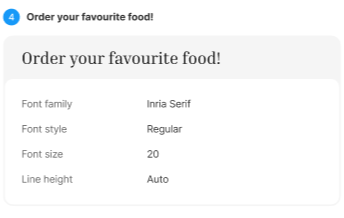 4 Order your favourite food!
Order your favourite food!
Font family Inria Serif
Font style Regular
Font size 20
Line height Auto